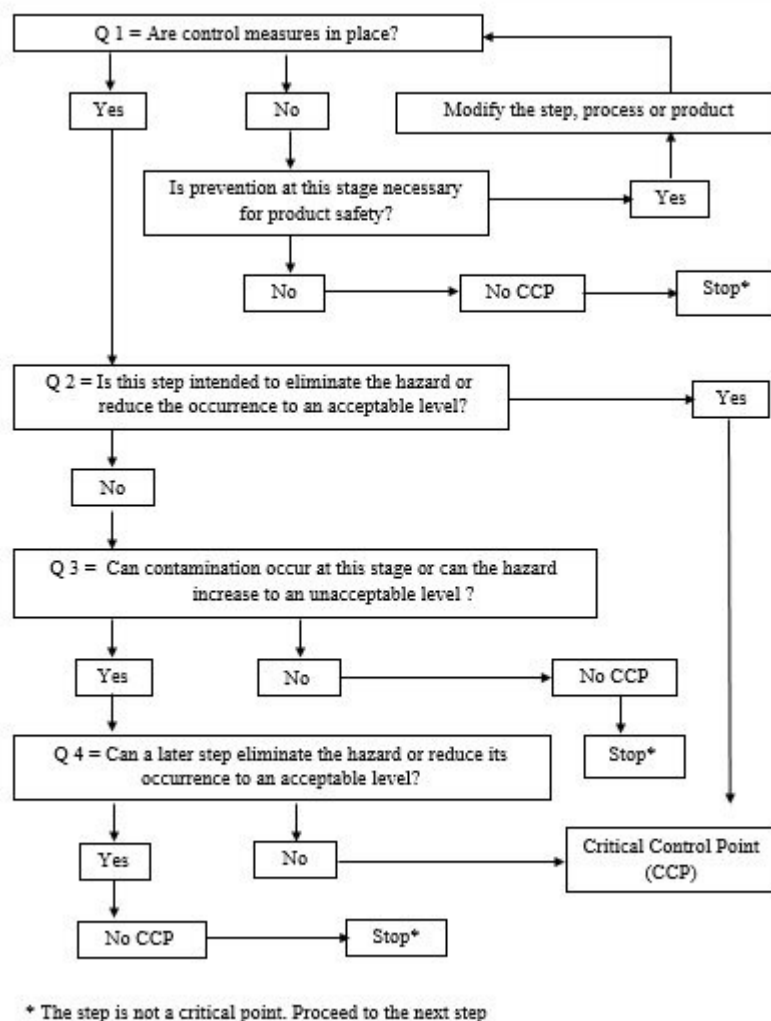 Q 1 = Are control measures in place?
Yes
No
Modify the step, process or product
Is prevention at this stage necessary
for product safety?
Yes
No
No CCP
Stop*
Q 2 = Is this step intended to eliminate the hazard or
reduce the occurrence to an acceptable level?
Yes
No
Q 3 = Can contamination occur at this stage or can the hazard
increase to an unacceptable level ?
Yes
No
No CCP
Stop*
Q 4 = Can a later step eliminate the hazard or reduce its
occurrence to an acceptable level?
Yes
No
Critical Control Point
(CCP)
No CCP
Stop*
* The step is not a critical point. Proceed to the next step